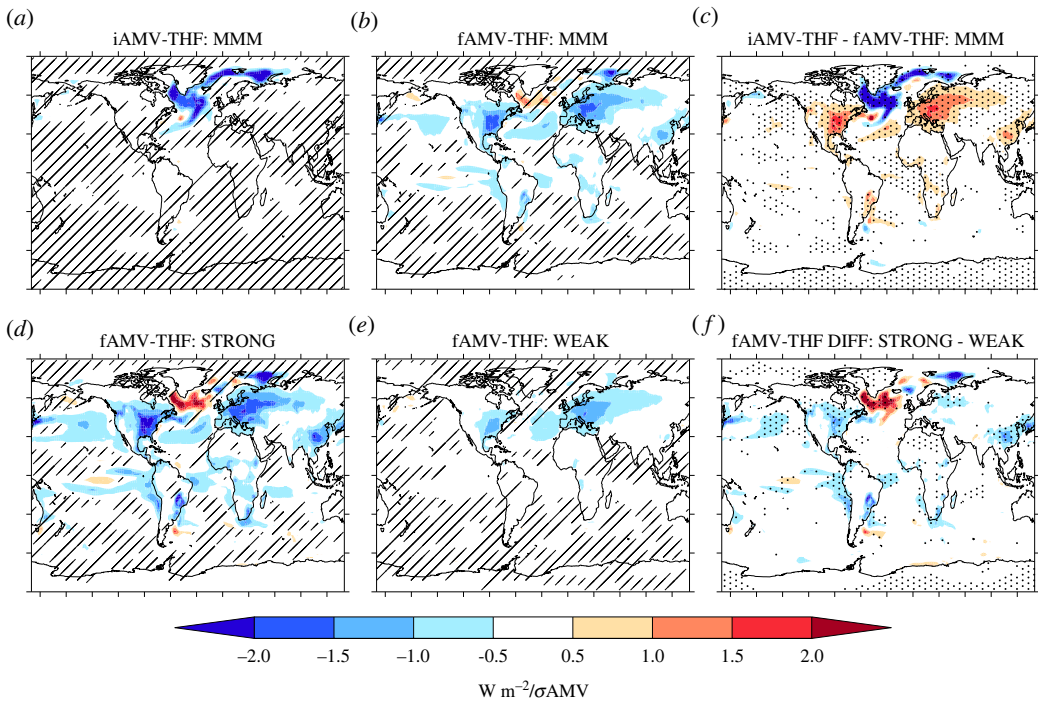 (a)
iAMV-THF: MMM
(b)
fAMV-THF: MMM
(c)
iAMV-THF - fAMV-THF: MMM
(d)
fAMV-THF: STRONG
(e)
fAMV-THF: WEAK
(f)
fAMV-THF DIFF: STRONG - WEAK
−2.0 −1.5 −1.0 -0.5 0.5 1.0 1.5 2.0
W m−2/σAMV